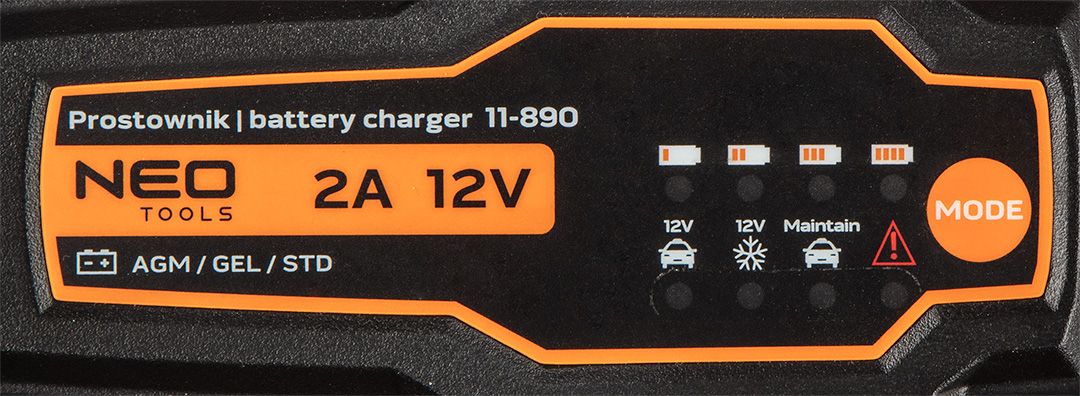 Prostownik | battery charger 11-890
NEO
TOOLS
2A 12V
AGM / GEL / STD
12V 12V Maintain
MODE